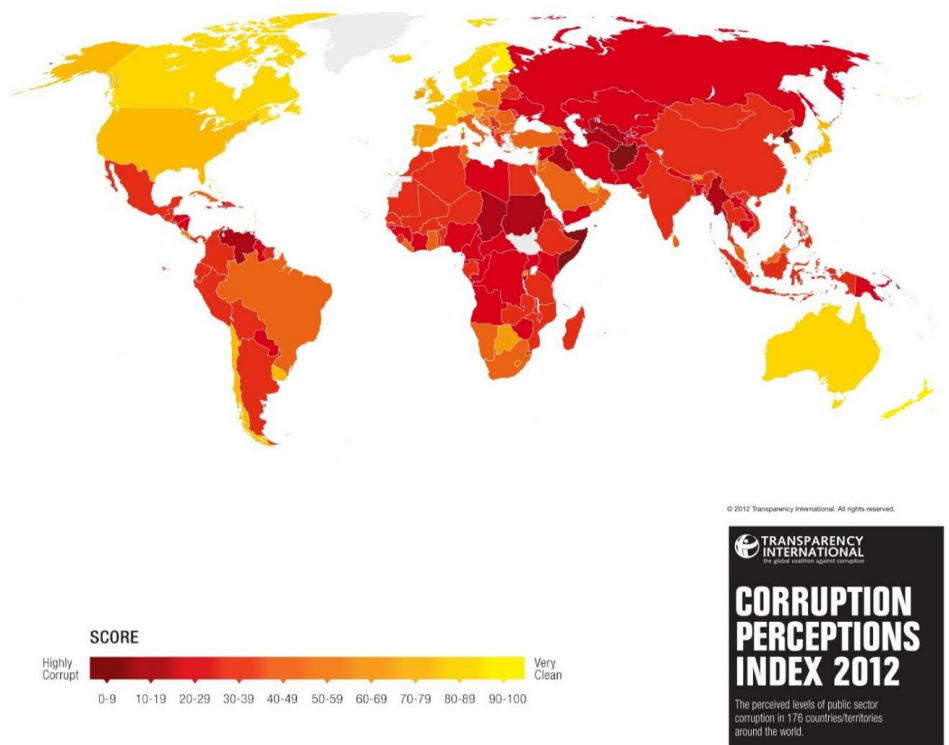 © 2012 Transparency International. All rights reserved.
TRANSPARENCY
INTERNATIONAL
the global coalition against corruption
CORRUPTION
PERCEPTIONS
INDEX 2012
The perceived levels of public sector
corruption in 176 countries/territories
around the world.
SCORE
Highly
Corrupt
Very
Clean
0-9 10-19 20-29 30-39 40-49 50-59 60-69 70-79 80-89 90-100